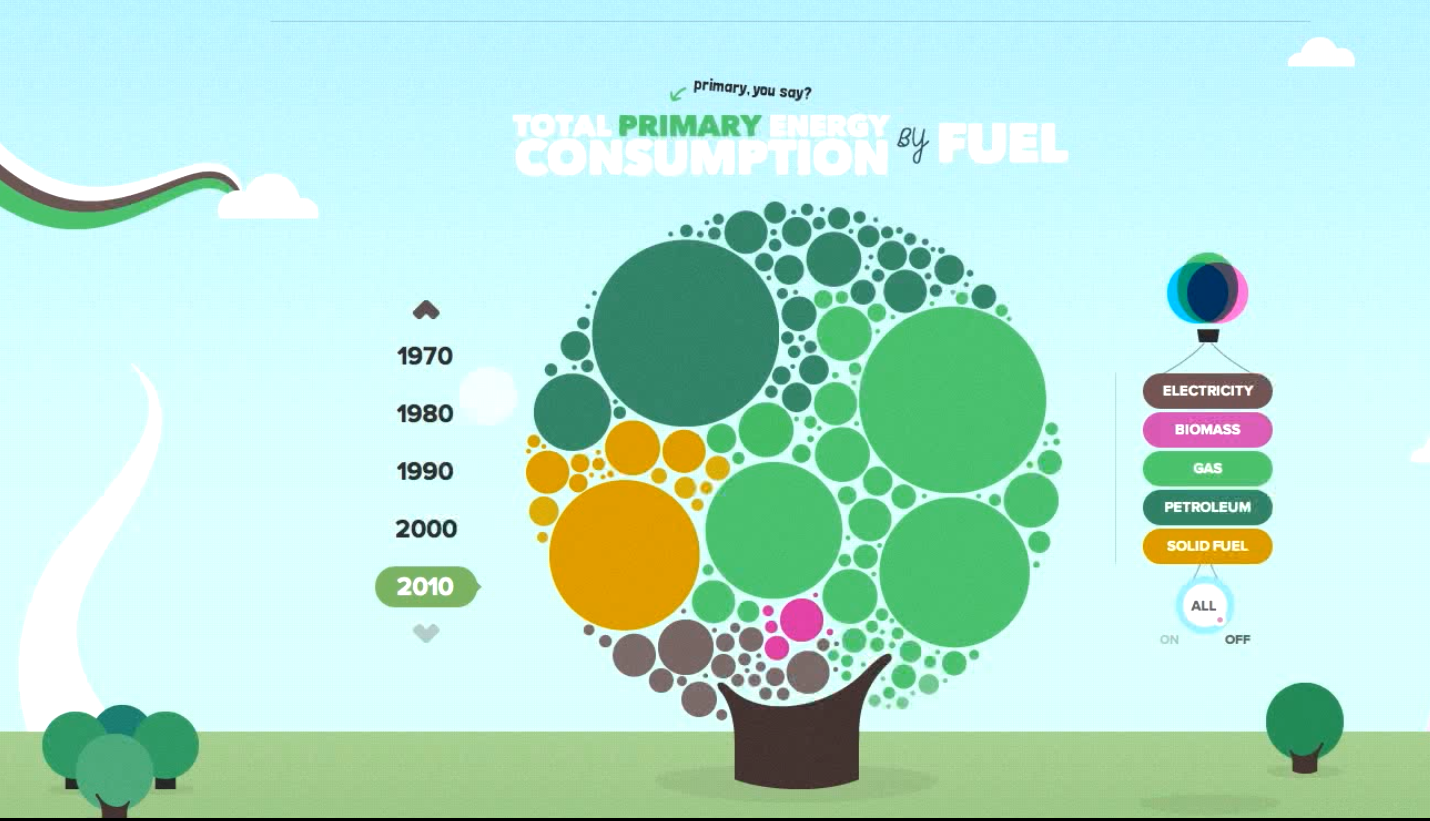 primary, you say?
TOTAL PRIMARY ENERGY
CONSUMPTION BY FUEL
1970
1980
1990
2000
2010
ELECTRICITY
BIOMASS
GAS
PETROLEUM
SOLID FUEL
ALL
ON OFF